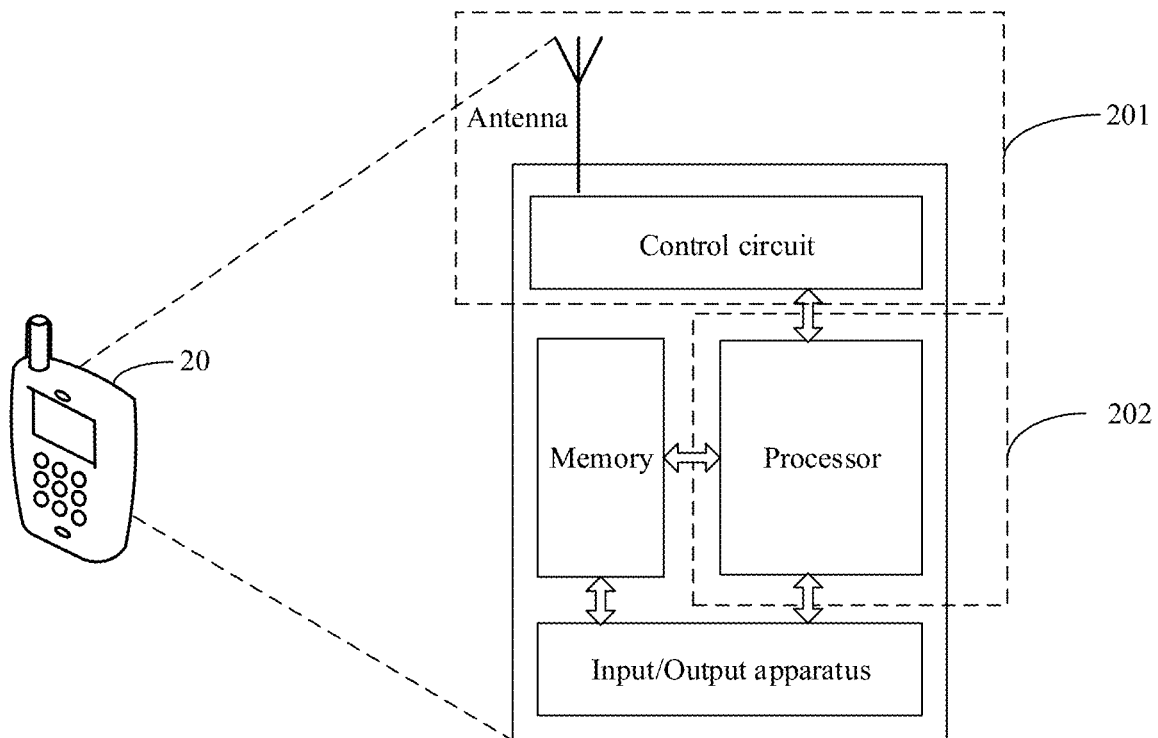 Antenna
201
Control circuit
20
202
Memory
Processor
Input/Output apparatus